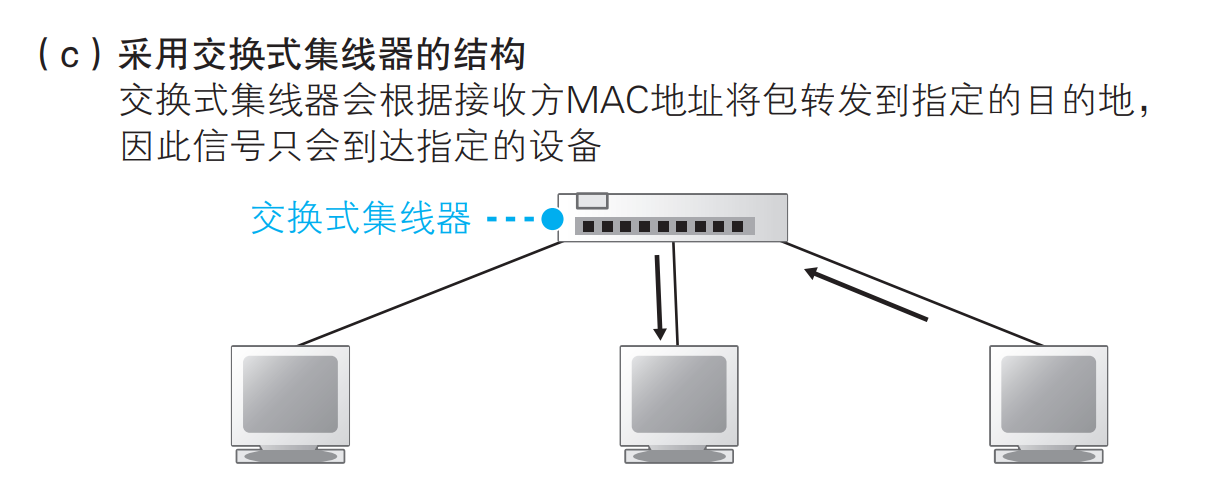 （c）采用交换式集线器的结构
交换式集线器会根据接收方MAC地址将包转发到指定的目的地，
因此信号只会到达指定的设备
交换式集线器